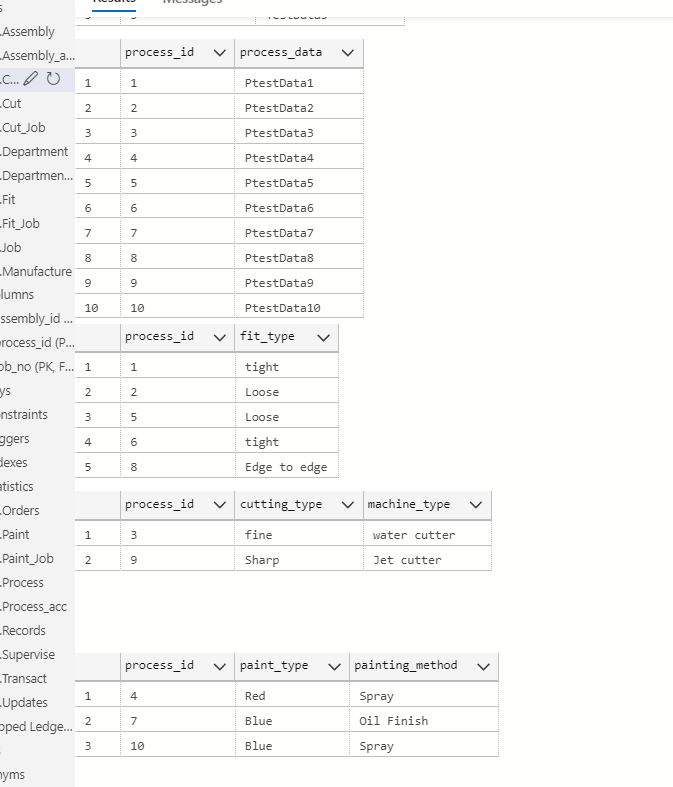 Results Messages
s
.Assembly
.Assembly_a...
.C...
.Cut
.Cut_Job
.Department
.Departmen...
.Fit
.Fit_Job
.Job
.Manufacture
lumns
ssembly_id ...
process_id (P...
ob_no (PK, F...
ys
nstraints
ggers
dexes
atistics
.Orders
.Paint
.Paint_Job
.Process
.Process_acc
.Records
.Supervise
.Transact
.Updates
pped Ledge...
nyms
process_id process_data
1 1 PtestData1
2 2 PtestData2
3 3 PtestData3
4 4 PtestData4
5 5 PtestData5
6 6 PtestData6
7 7 PtestData7
8 8 PtestData8
9 9 PtestData9
10 10 PtestData10
process_id fit_type
1 1 tight
2 2 Loose
3 5 Loose
4 6 tight
5 8 Edge to edge
process_id cutting_type machine_type
1 3 fine water cutter
2 9 Sharp Jet cutter
process_id paint_type painting_method
1 4 Red Spray
2 7 Blue Oil Finish
3 10 Blue Spray